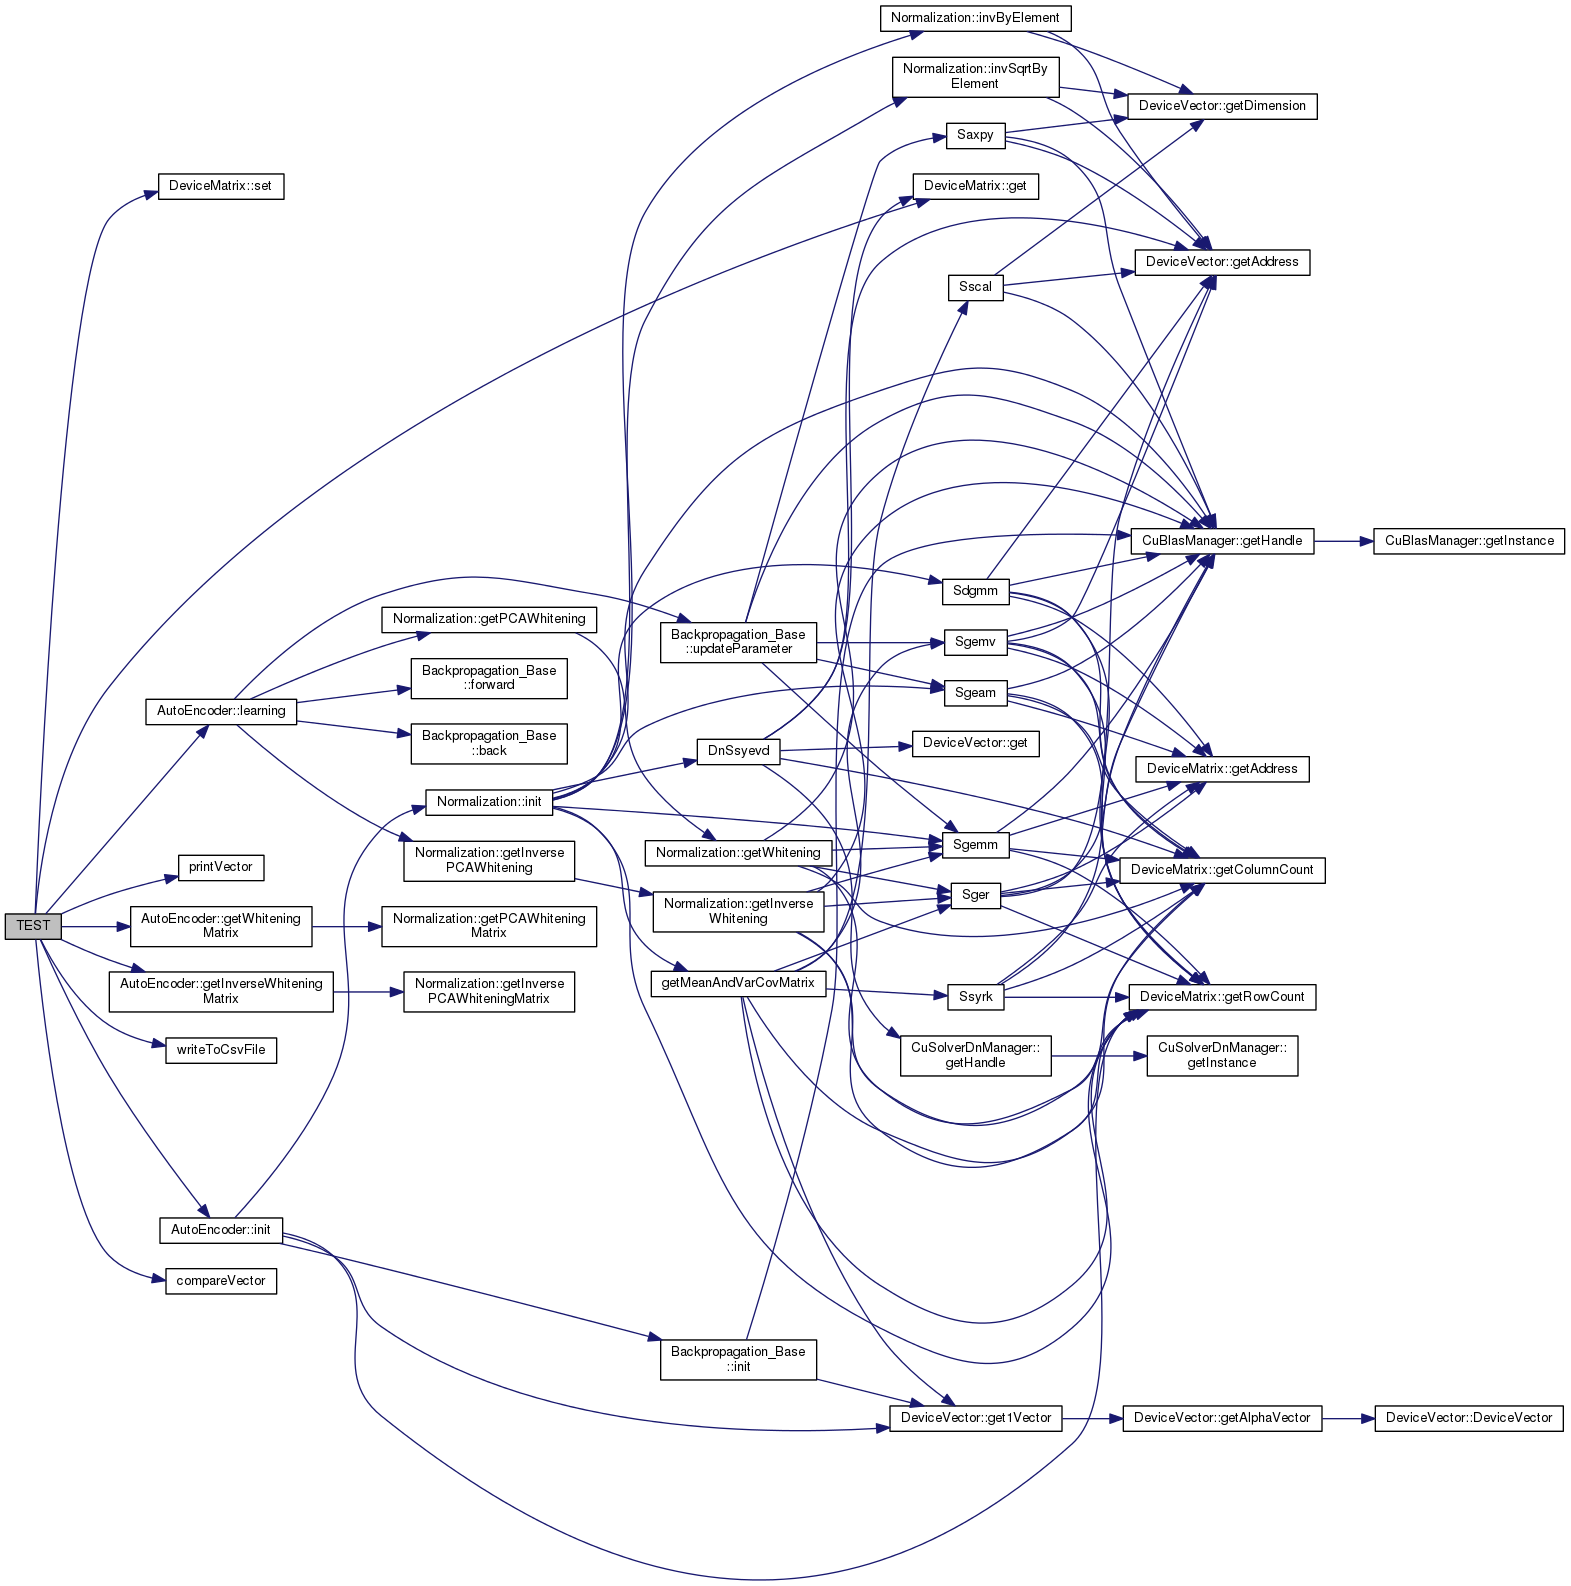 Normalization::invByElement
Normalization::invSqrtBy
Element
DeviceVector::getDimension
Saxpy
DeviceMatrix::set
DeviceMatrix::get
DeviceVector::getAddress
Sscal
CuBlasManager::getHandle
CuBlasManager::getInstance
Sdgmm
Normalization::getPCAWhitening
Backpropagation_Base
::updateParameter
Sgemv
Backpropagation_Base
::forward
Sgeam
AutoEncoder::learning
Backpropagation_Base
::back
DnSsyevd
DeviceVector::get
DeviceMatrix::getAddress
Normalization::init
Normalization::getInverse
PCAWhitening
Normalization::getWhitening
Sgemm
printVector
DeviceMatrix::getColumnCount
Sger
Normalization::getInverse
Whitening
TEST
AutoEncoder::getWhitening
Matrix
Normalization::getPCAWhitening
Matrix
AutoEncoder::getInverseWhitening
Matrix
Normalization::getInverse
PCAWhiteningMatrix
getMeanAndVarCovMatrix
Ssyrk
DeviceMatrix::getRowCount
writeToCsvFile
CuSolverDnManager::
getHandle
CuSolverDnManager::
getInstance
AutoEncoder::init
compareVector
Backpropagation_Base
::init
DeviceVector::get1Vector
DeviceVector::getAlphaVector
DeviceVector::DeviceVector